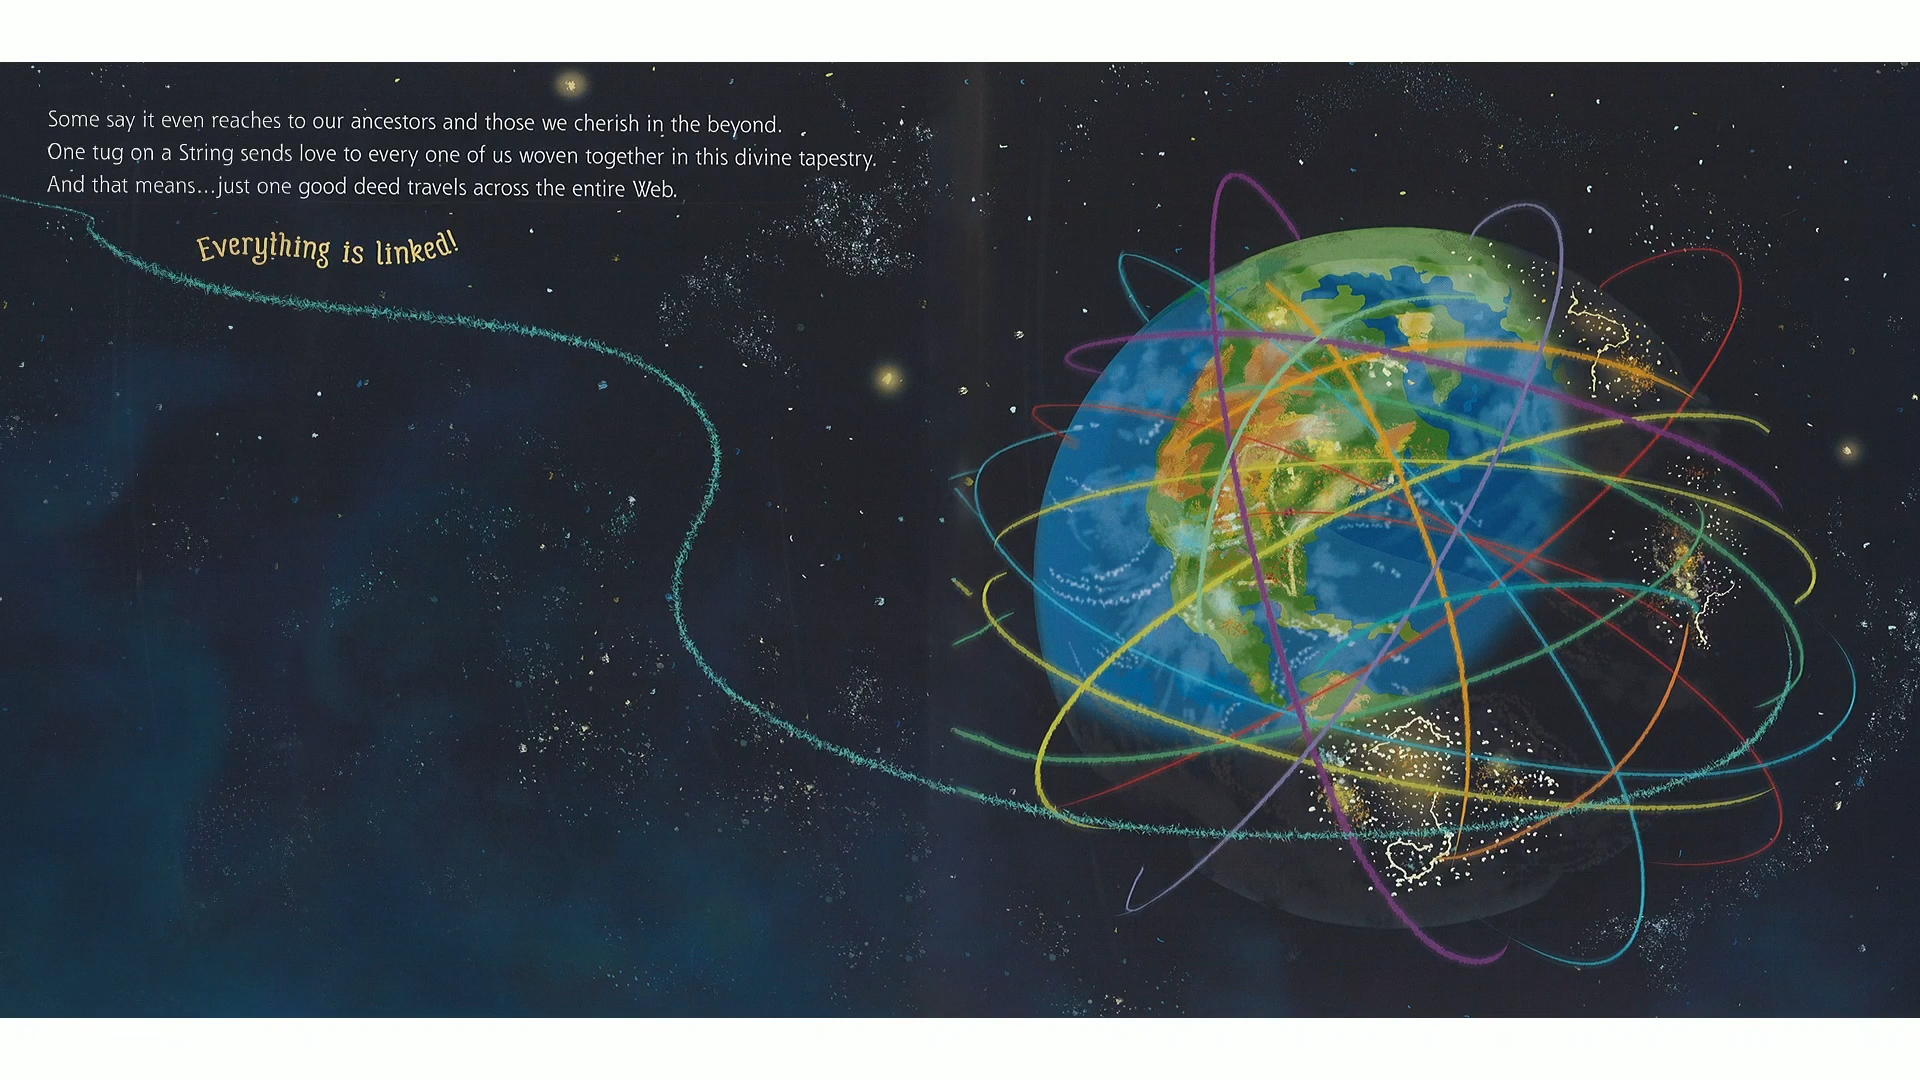 Some say it even reaches to our ancestors and those we cherish in the beyond.
One tug on a String sends love to every one of us woven together in this divine tapestry.
And that means...just one good deed travels across the entire Web.
Everything is linked!